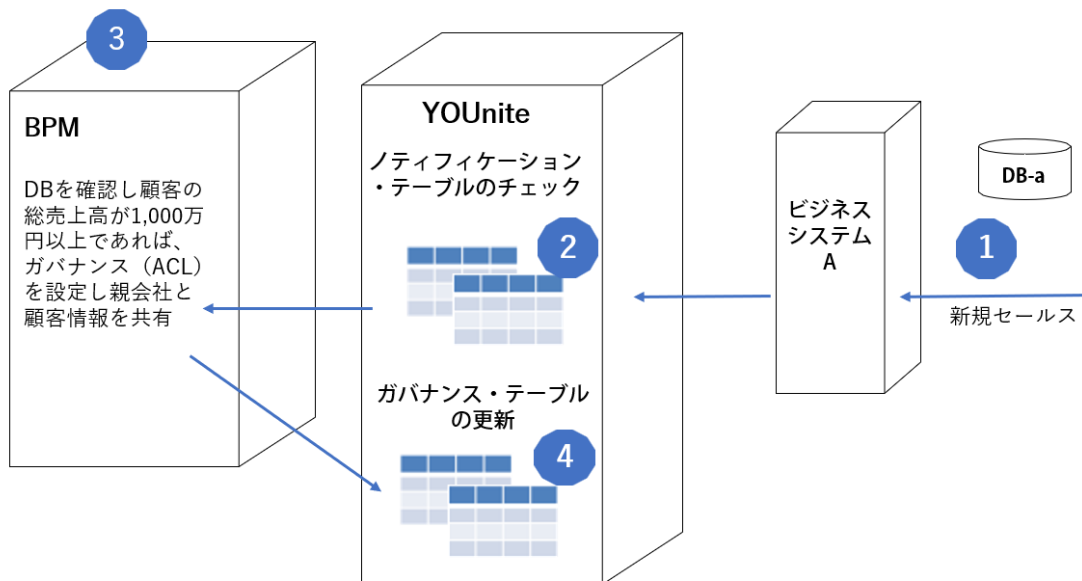 3
BPM
DBを確認し顧客の
総売上高が1,000万
円以上であれば、
ガバナンス（ACL）
を設定し親会社と
顧客情報を共有
YOUnite
ノティフィケーション
・テーブルのチェック
2
ガバナンス・テーブル
の更新
4
ビジネス
システム
A
DB-a
1
新規セールス